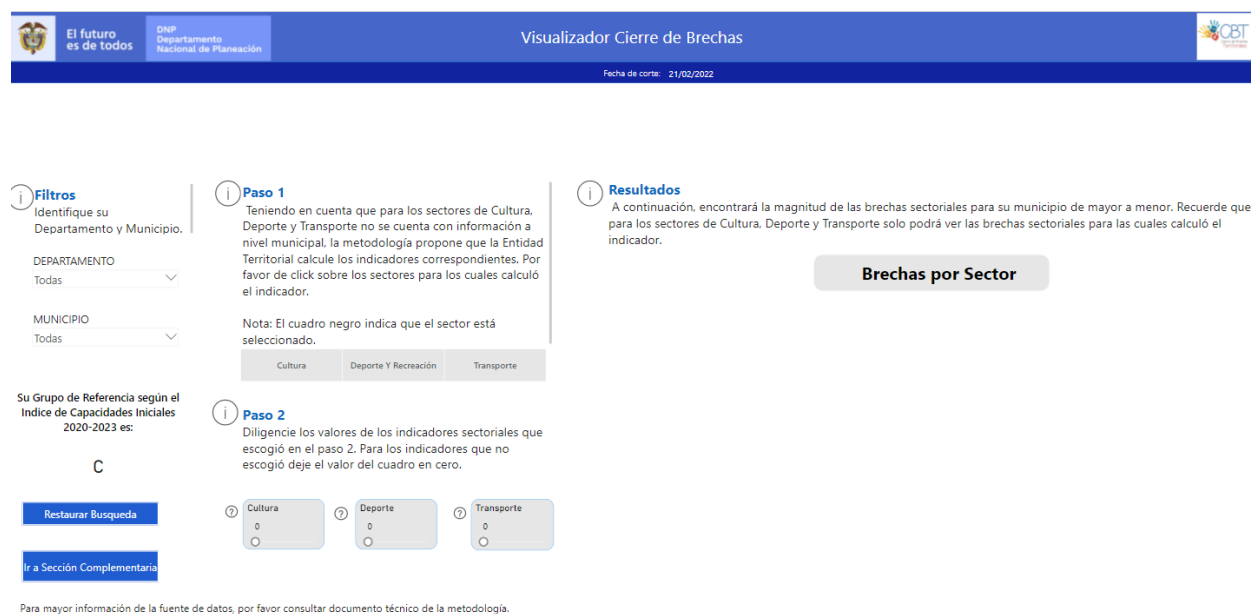 El futuro
es de todos
DNP
Departamento
Nacional de Planeación
Visualizador Cierre de Brechas
CBT
Fecha de corte: 21/02/2022
Filtros
Identifique su
Departamento y Municipio.
DEPARTAMENTO
Todas
MUNICIPIO
Todas
Su Grupo de Referencia según el
Indice de Capacidades Iniciales
2020-2023 es:
C
Restaurar Busqueda
Ir a Sección Complementaria
Paso 1
Teniendo en cuenta que para los sectores de Cultura,
Deporte y Transporte no se cuenta con información a
nivel municipal, la metodología propone que la Entidad
Territorial calcule los indicadores correspondientes. Por
favor de click sobre los sectores para los cuales calculó
el indicador.
Nota: El cuadro negro indica que el sector está
seleccionado.
Cultura Deporte Y Recreación Transporte
Paso 2
Diligencie los valores de los indicadores sectoriales que
escogió en el paso 2. Para los indicadores que no
escogió deje el valor del cuadro en cero.
Cultura Deporte Transporte
0 0 0
Resultados
A continuación, encontrará la magnitud de las brechas sectoriales para su municipio de mayor a menor. Recuerde que
para los sectores de Cultura, Deporte y Transporte solo podrá ver las brechas sectoriales para las cuales calculó el
indicador.
Brechas por Sector
Para mayor información de la fuente de datos, por favor consultar documento técnico de la metodología.